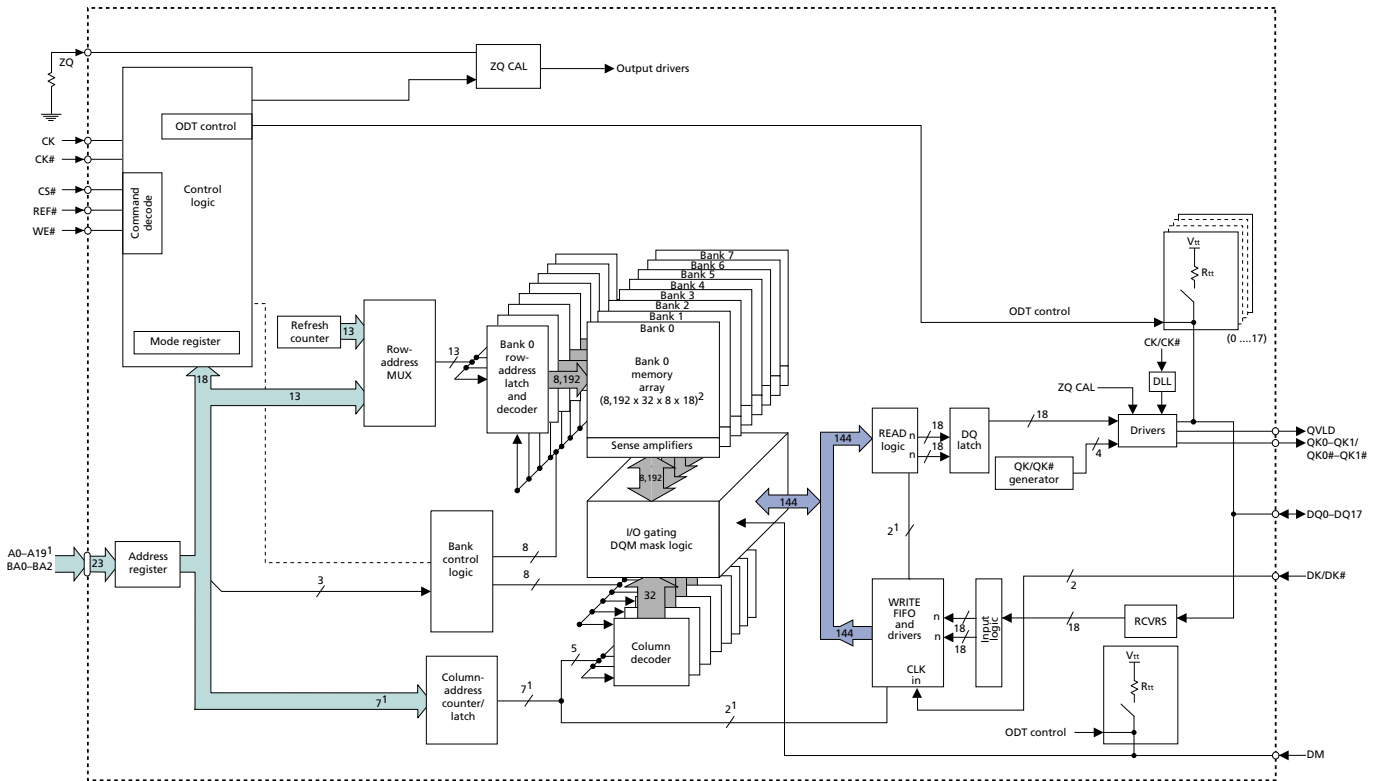 ZQ
ZQ CAL
Output drivers
ODT control
CK
CK#
CS#
REF#
WE#
Command
decode
Control
logic
Mode register
18
Refresh
counter
13
Row-
address
MUX
13
13
Bank 0
row-
address
latch
and
decoder
8,192
Bank 7
Bank 6
Bank 5
Bank 4
Bank 3
Bank 2
Bank 1
Bank 0
Bank 0
memory
array
(8,192 x 32 x 8 x 18)2
Sense amplifiers
8,192
I/O gating
DQM mask logic
32
Column
decoder
A0–A191
BA0–BA2
23
Address
register
3
Bank
control
logic
8
8
71
Column-
address
counter/
latch
71
5
21
144
144
144
READ
logic
n
n
18
18
DQ
latch
18
QK/QK#
generator
4
21
WRITE
FIFO
and
drivers
n
n
CLK
in
18
18
Input
logic
18
RCVRS
2
ODT control
Vtt
Rtt
(0 ....17)
CK/CK#
DLL
ZQ CAL
Drivers
QVLD
QK0–QK1/
QK0#–QK1#
DQ0–DQ17
DK/DK#
Vtt
Rtt
ODT control
DM